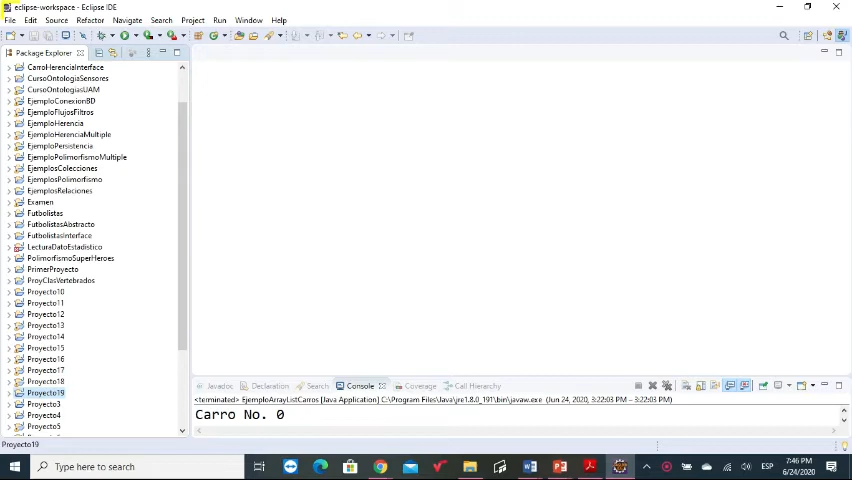 eclipse-workspace - Eclipse IDE
File Edit Source Refactor Navigate Search Project Run Window Help
Package Explorer
CarroHerenciaInterface
CursoOntologiaSensores
CursoOntologiasUAM
EjemploConexionBD
EjemploFlujosFiltros
EjemploHerencia
EjemploHerenciaMultiple
EjemploPersistencia
EjemploPolimorfismoMultiple
EjemplosColecciones
EjemplosPolimorfismo
EjemplosRelaciones
Examen
Futbolistas
FutbolistasAbstracto
FutbolistasInterface
LecturaDatoEstadistico
PolimorfismoSuperHeroes
PrimerProyecto
ProyClasVertebrados
Proyecto10
Proyecto11
Proyecto12
Proyecto13
Proyecto14
Proyecto15
Proyecto16
Proyecto17
Proyecto18
Proyecto19
Proyecto3
Proyecto4
Proyecto5
Javadoc Declaration Search Console Coverage Call Hierarchy
<terminated> EjemploArrayListCarros [Java Application] C:\Program Files\Java\jre1.8.0_191\bin\javaw.exe (Jun 24, 2020, 3:22:03 PM – 3:22:03 PM)
Carro No. 0
Proyecto19
Type here to search
ESP
7:46 PM
6/24/2020